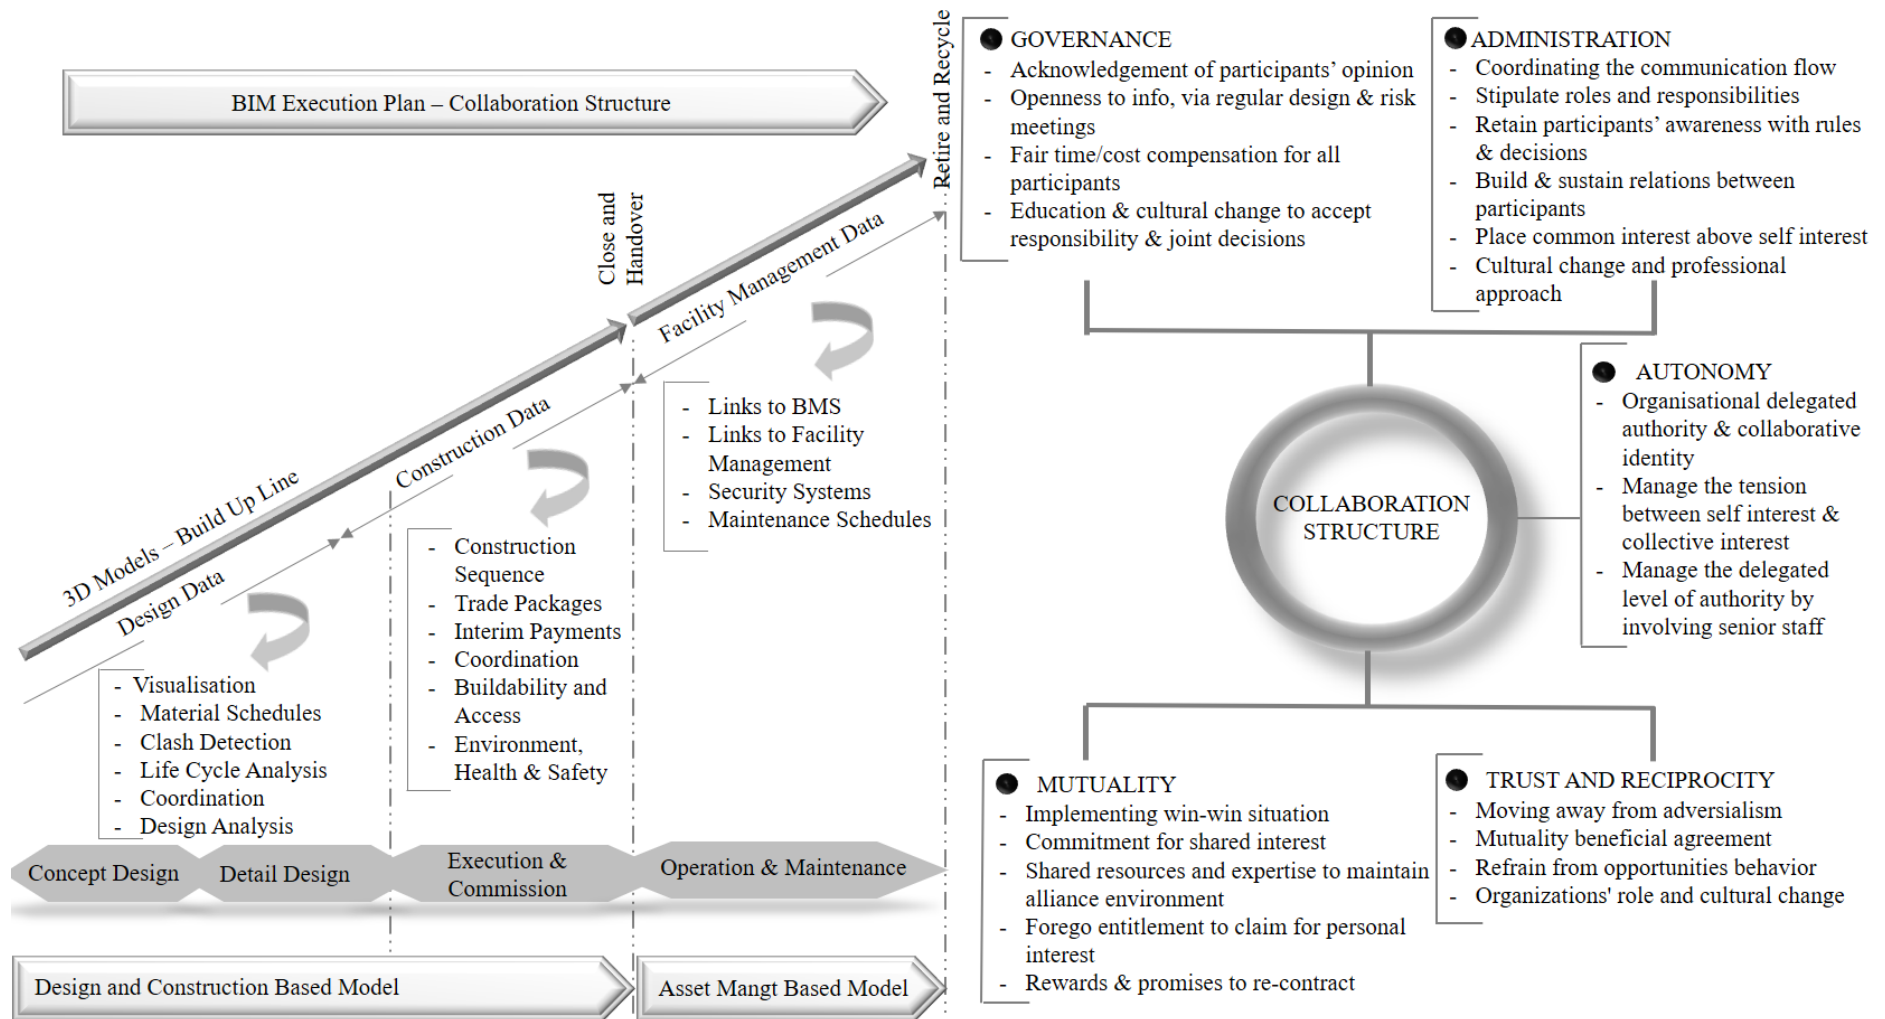 BIM Execution Plan – Collaboration Structure
Retire and Recycle
Close and
Handover
3D Models – Build Up Line
Design Data
Construction Data
Facility Management Data
- Visualisation
- Material Schedules
- Clash Detection
- Life Cycle Analysis
- Coordination
- Design Analysis
- Construction
Sequence
- Trade Packages
- Interim Payments
- Coordination
- Buildability and
Access
- Environment,
Health & Safety
- Links to BMS
- Links to Facility
Management
- Security Systems
- Maintenance Schedules
Concept Design
Detail Design
Execution &
Commission
Operation & Maintenance
Design and Construction Based Model
Asset Mangt Based Model
GOVERNANCE
- Acknowledgement of participants’ opinion
- Openness to info, via regular design & risk
meetings
- Fair time/cost compensation for all
participants
- Education & cultural change to accept
responsibility & joint decisions
ADMINISTRATION
- Coordinating the communication flow
- Stipulate roles and responsibilities
- Retain participants’ awareness with rules
& decisions
- Build & sustain relations between
participants
- Place common interest above self interest
- Cultural change and professional
approach
COLLABORATION
STRUCTURE
AUTONOMY
- Organisational delegated
authority & collaborative
identity
- Manage the tension
between self interest &
collective interest
- Manage the delegated
level of authority by
involving senior staff
MUTUALITY
- Implementing win-win situation
- Commitment for shared interest
- Shared resources and expertise to maintain
alliance environment
- Forego entitlement to claim for personal
interest
- Rewards & promises to re-contract
TRUST AND RECIPROCITY
- Moving away from adversialism
- Mutuality beneficial agreement
- Refrain from opportunities behavior
- Organizations' role and cultural change